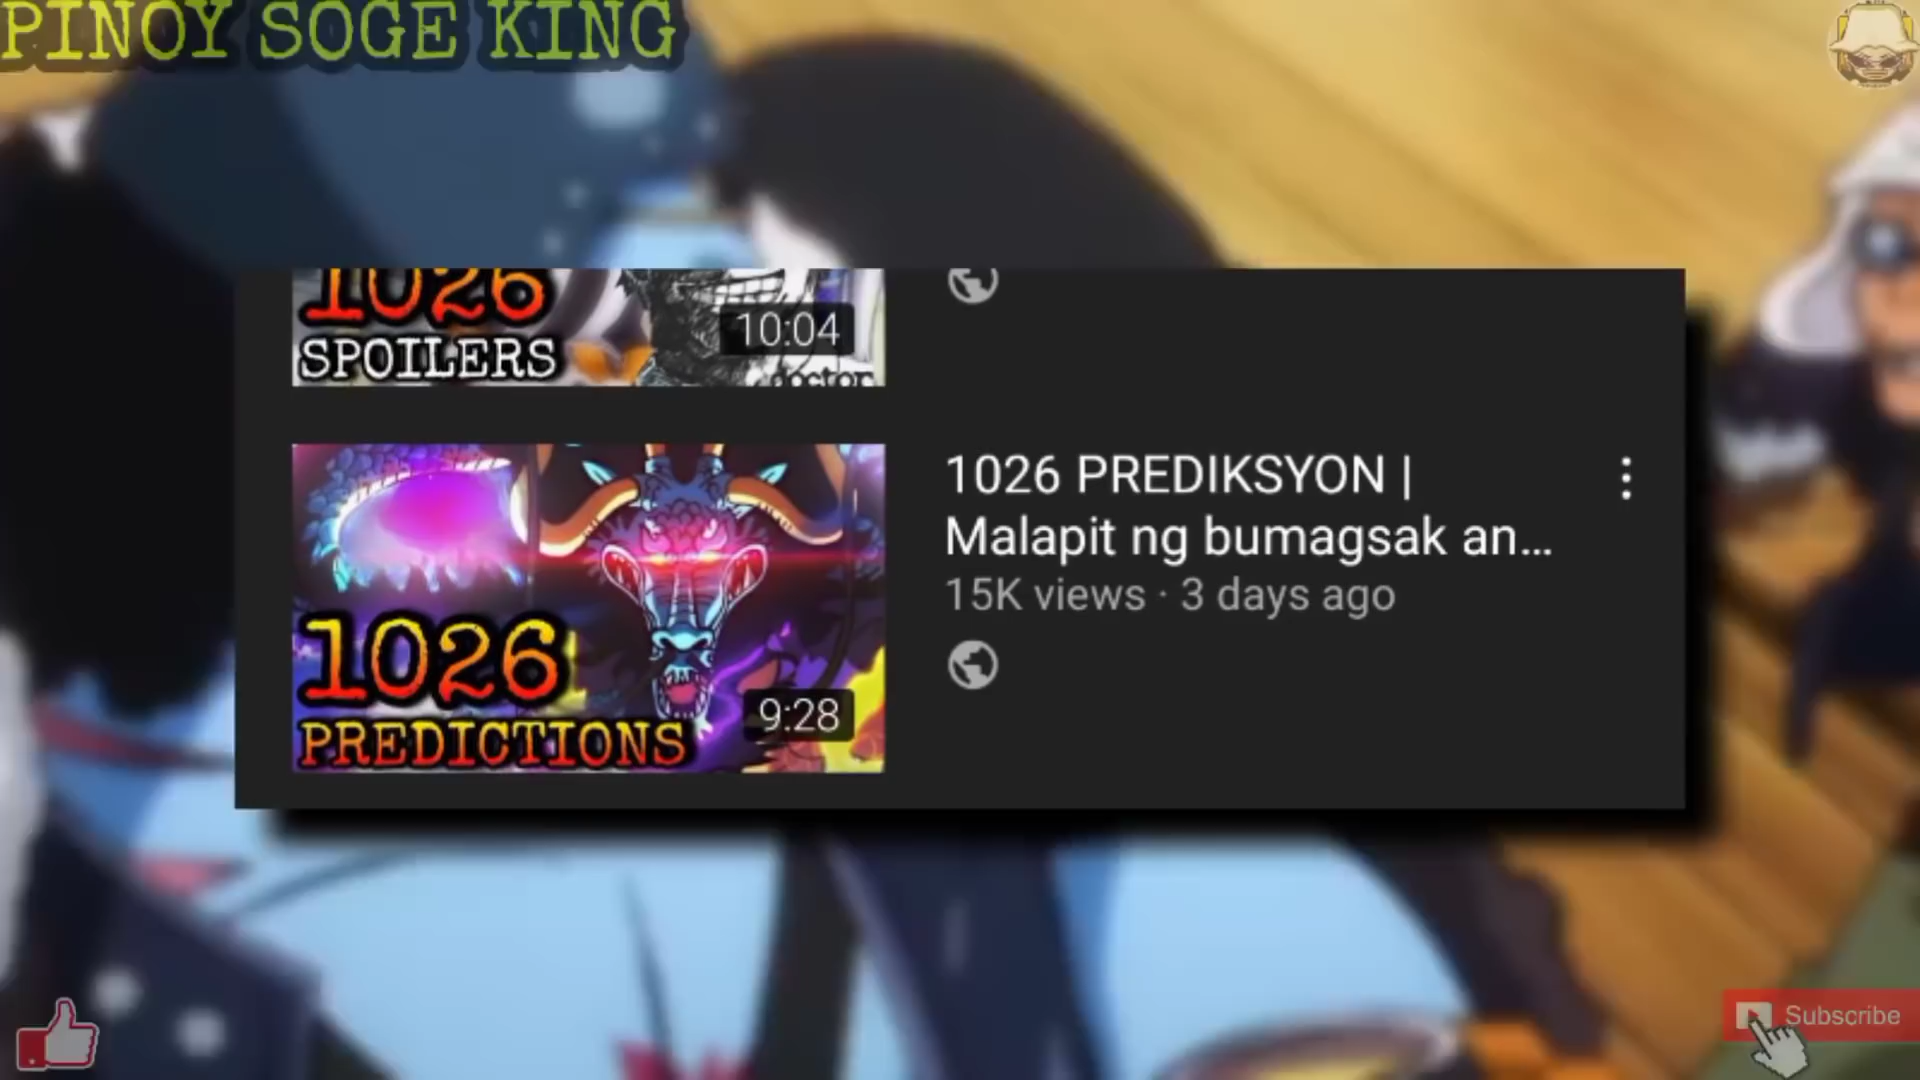 PINOY SOGE KING
1026
SPOILERS
10:04
doctor
1026 PREDIKSYON |
Malapit ng bumagsak an...
15K views · 3 days ago
1026
PREDICTIONS
9:28
Subscribe